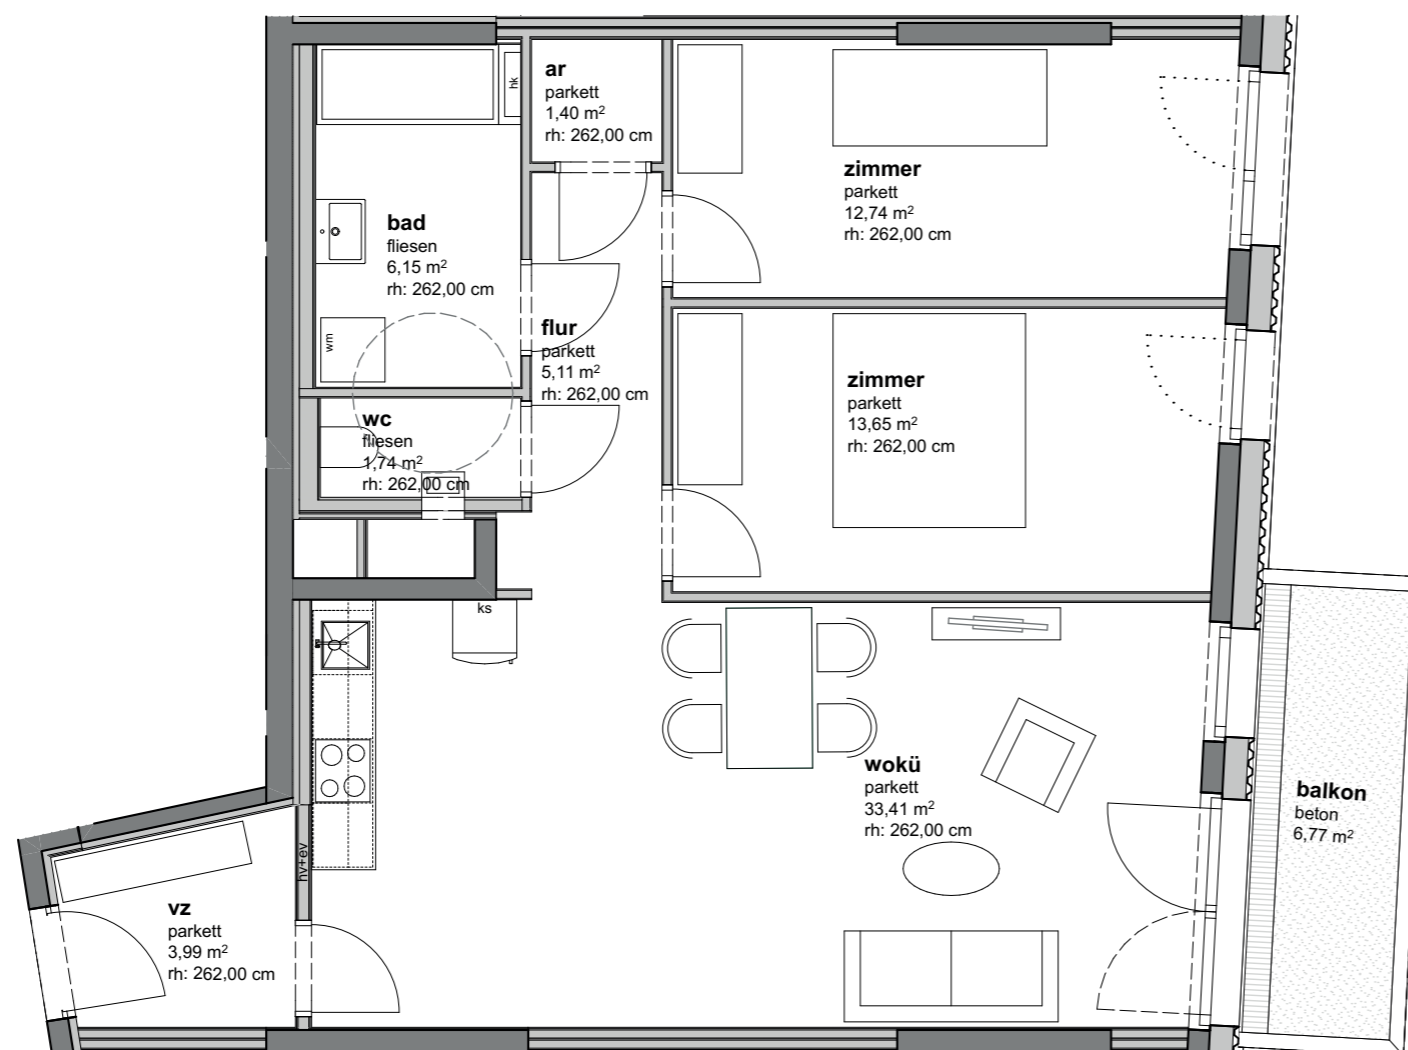 ar
parkett
1,40 m²
rh: 262,00 cm
hk
zimmer
parkett
12,74 m²
rh: 262,00 cm
bad
fliesen
6,15 m²
rh: 262,00 cm
wm
flur
parkett
5,11 m²
rh: 262,00 cm
zimmer
parkett
13,65 m²
rh: 262,00 cm
wc
fliesen
1,74 m²
rh: 262,00 cm
ks
wokü
parkett
33,41 m²
rh: 262,00 cm
balkon
beton
6,77 m²
hv+ev
vz
parkett
3,99 m²
rh: 262,00 cm